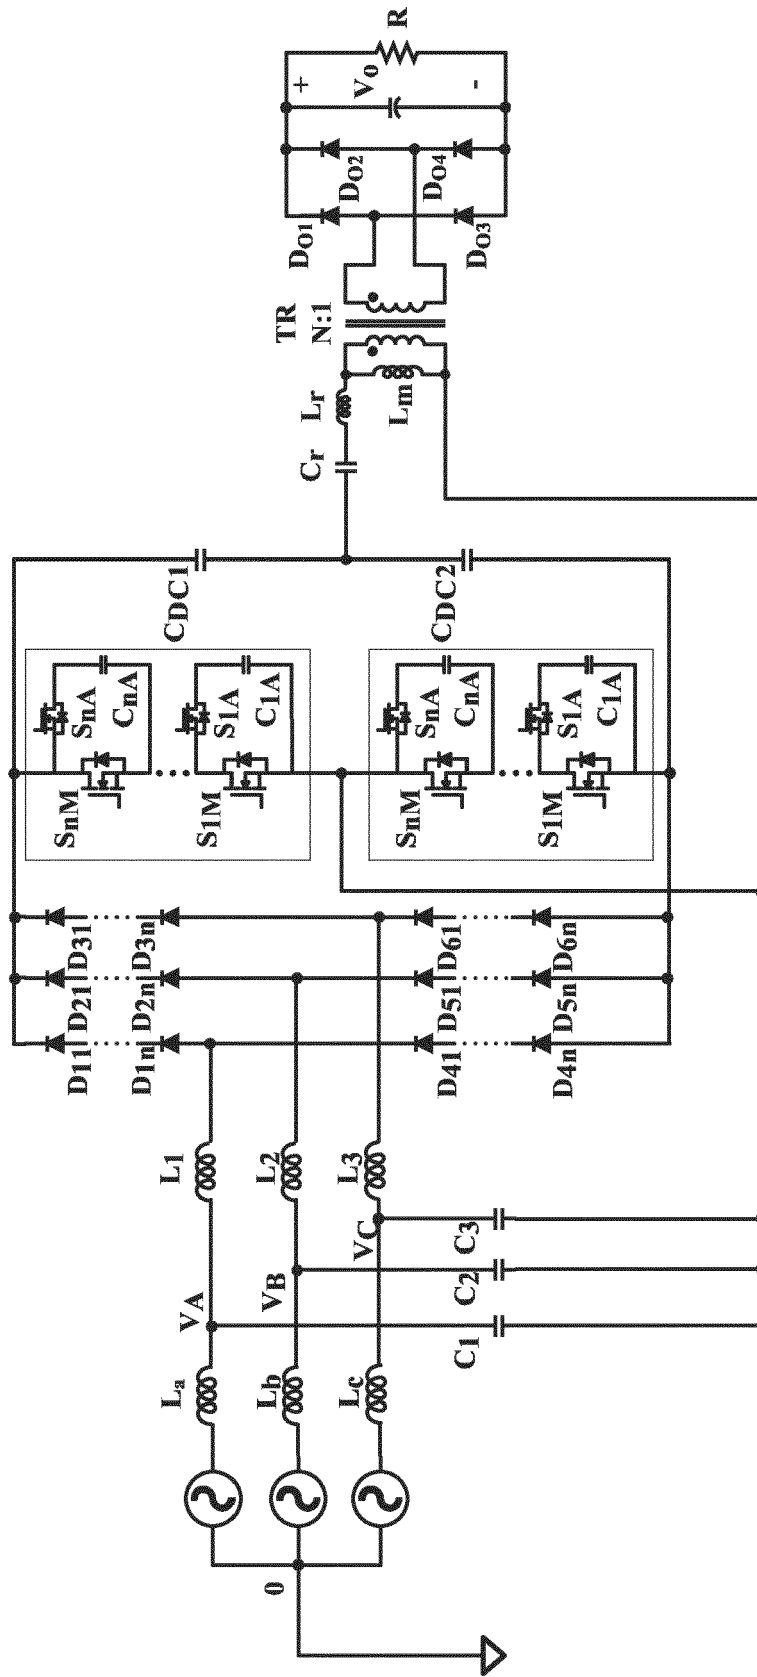 0
La
Lb
Lc
VA
VB
VC
C1
C2
C3
L1
L2
L3
D11
D21
D31
D1n
D2n
D3n
D41
D51
D61
D4n
D5n
D6n
SnM
SnA
CnA
S1M
S1A
C1A
SnM
SnA
CnA
S1M
S1A
C1A
CDC1
CDC2
Cr
Lr
Lm
TR
N:1
DO1
DO2
DO3
DO4
+
Vo
-
R